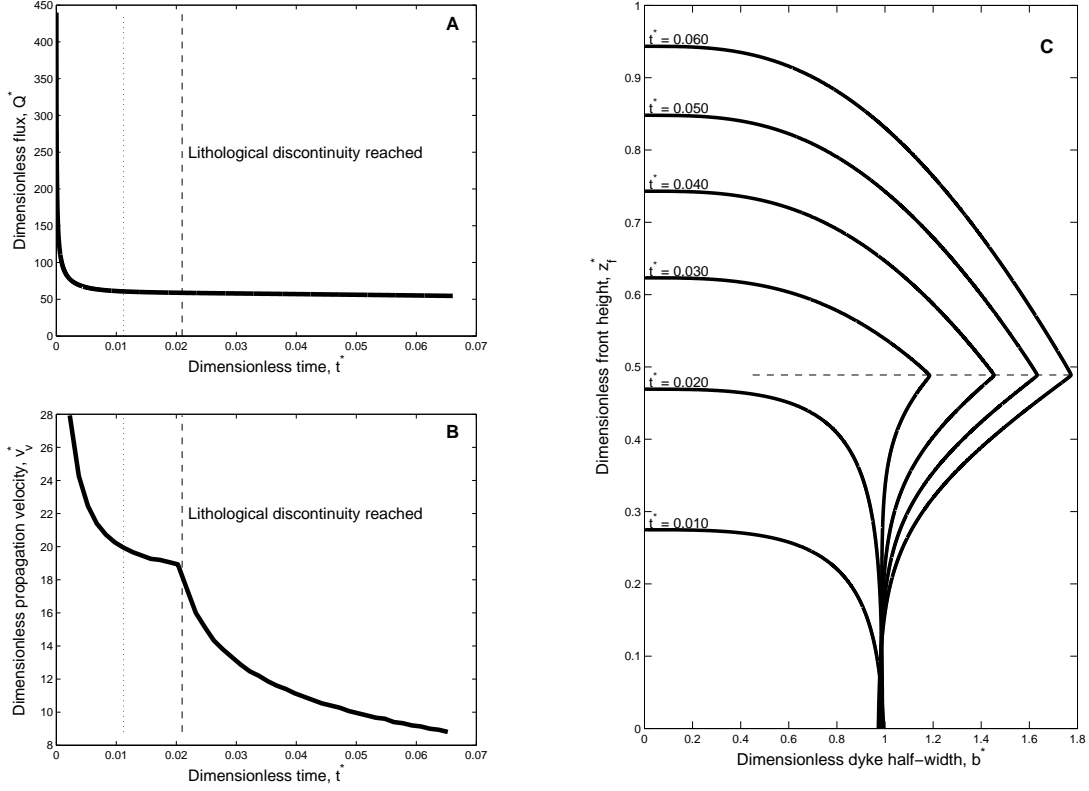 A
450
400
350
300
250
200
150
100
50
0
Dimensionless flux, Q*
Lithological discontinuity reached
0 0.01 0.02 0.03 0.04 0.05 0.06 0.07
Dimensionless time, t*
B
28
26
24
22
20
18
16
14
12
10
8
Dimensionless propagation velocity, v_v*
Lithological discontinuity reached
0 0.01 0.02 0.03 0.04 0.05 0.06 0.07
Dimensionless time, t*
C
1
0.9
0.8
0.7
0.6
0.5
0.4
0.3
0.2
0.1
0
Dimensionless front height, z_f*
t* = 0.060
t* = 0.050
t* = 0.040
t* = 0.030
t* = 0.020
t* = 0.010
0 0.2 0.4 0.6 0.8 1 1.2 1.4 1.6 1.8
Dimensionless dyke half−width, b*